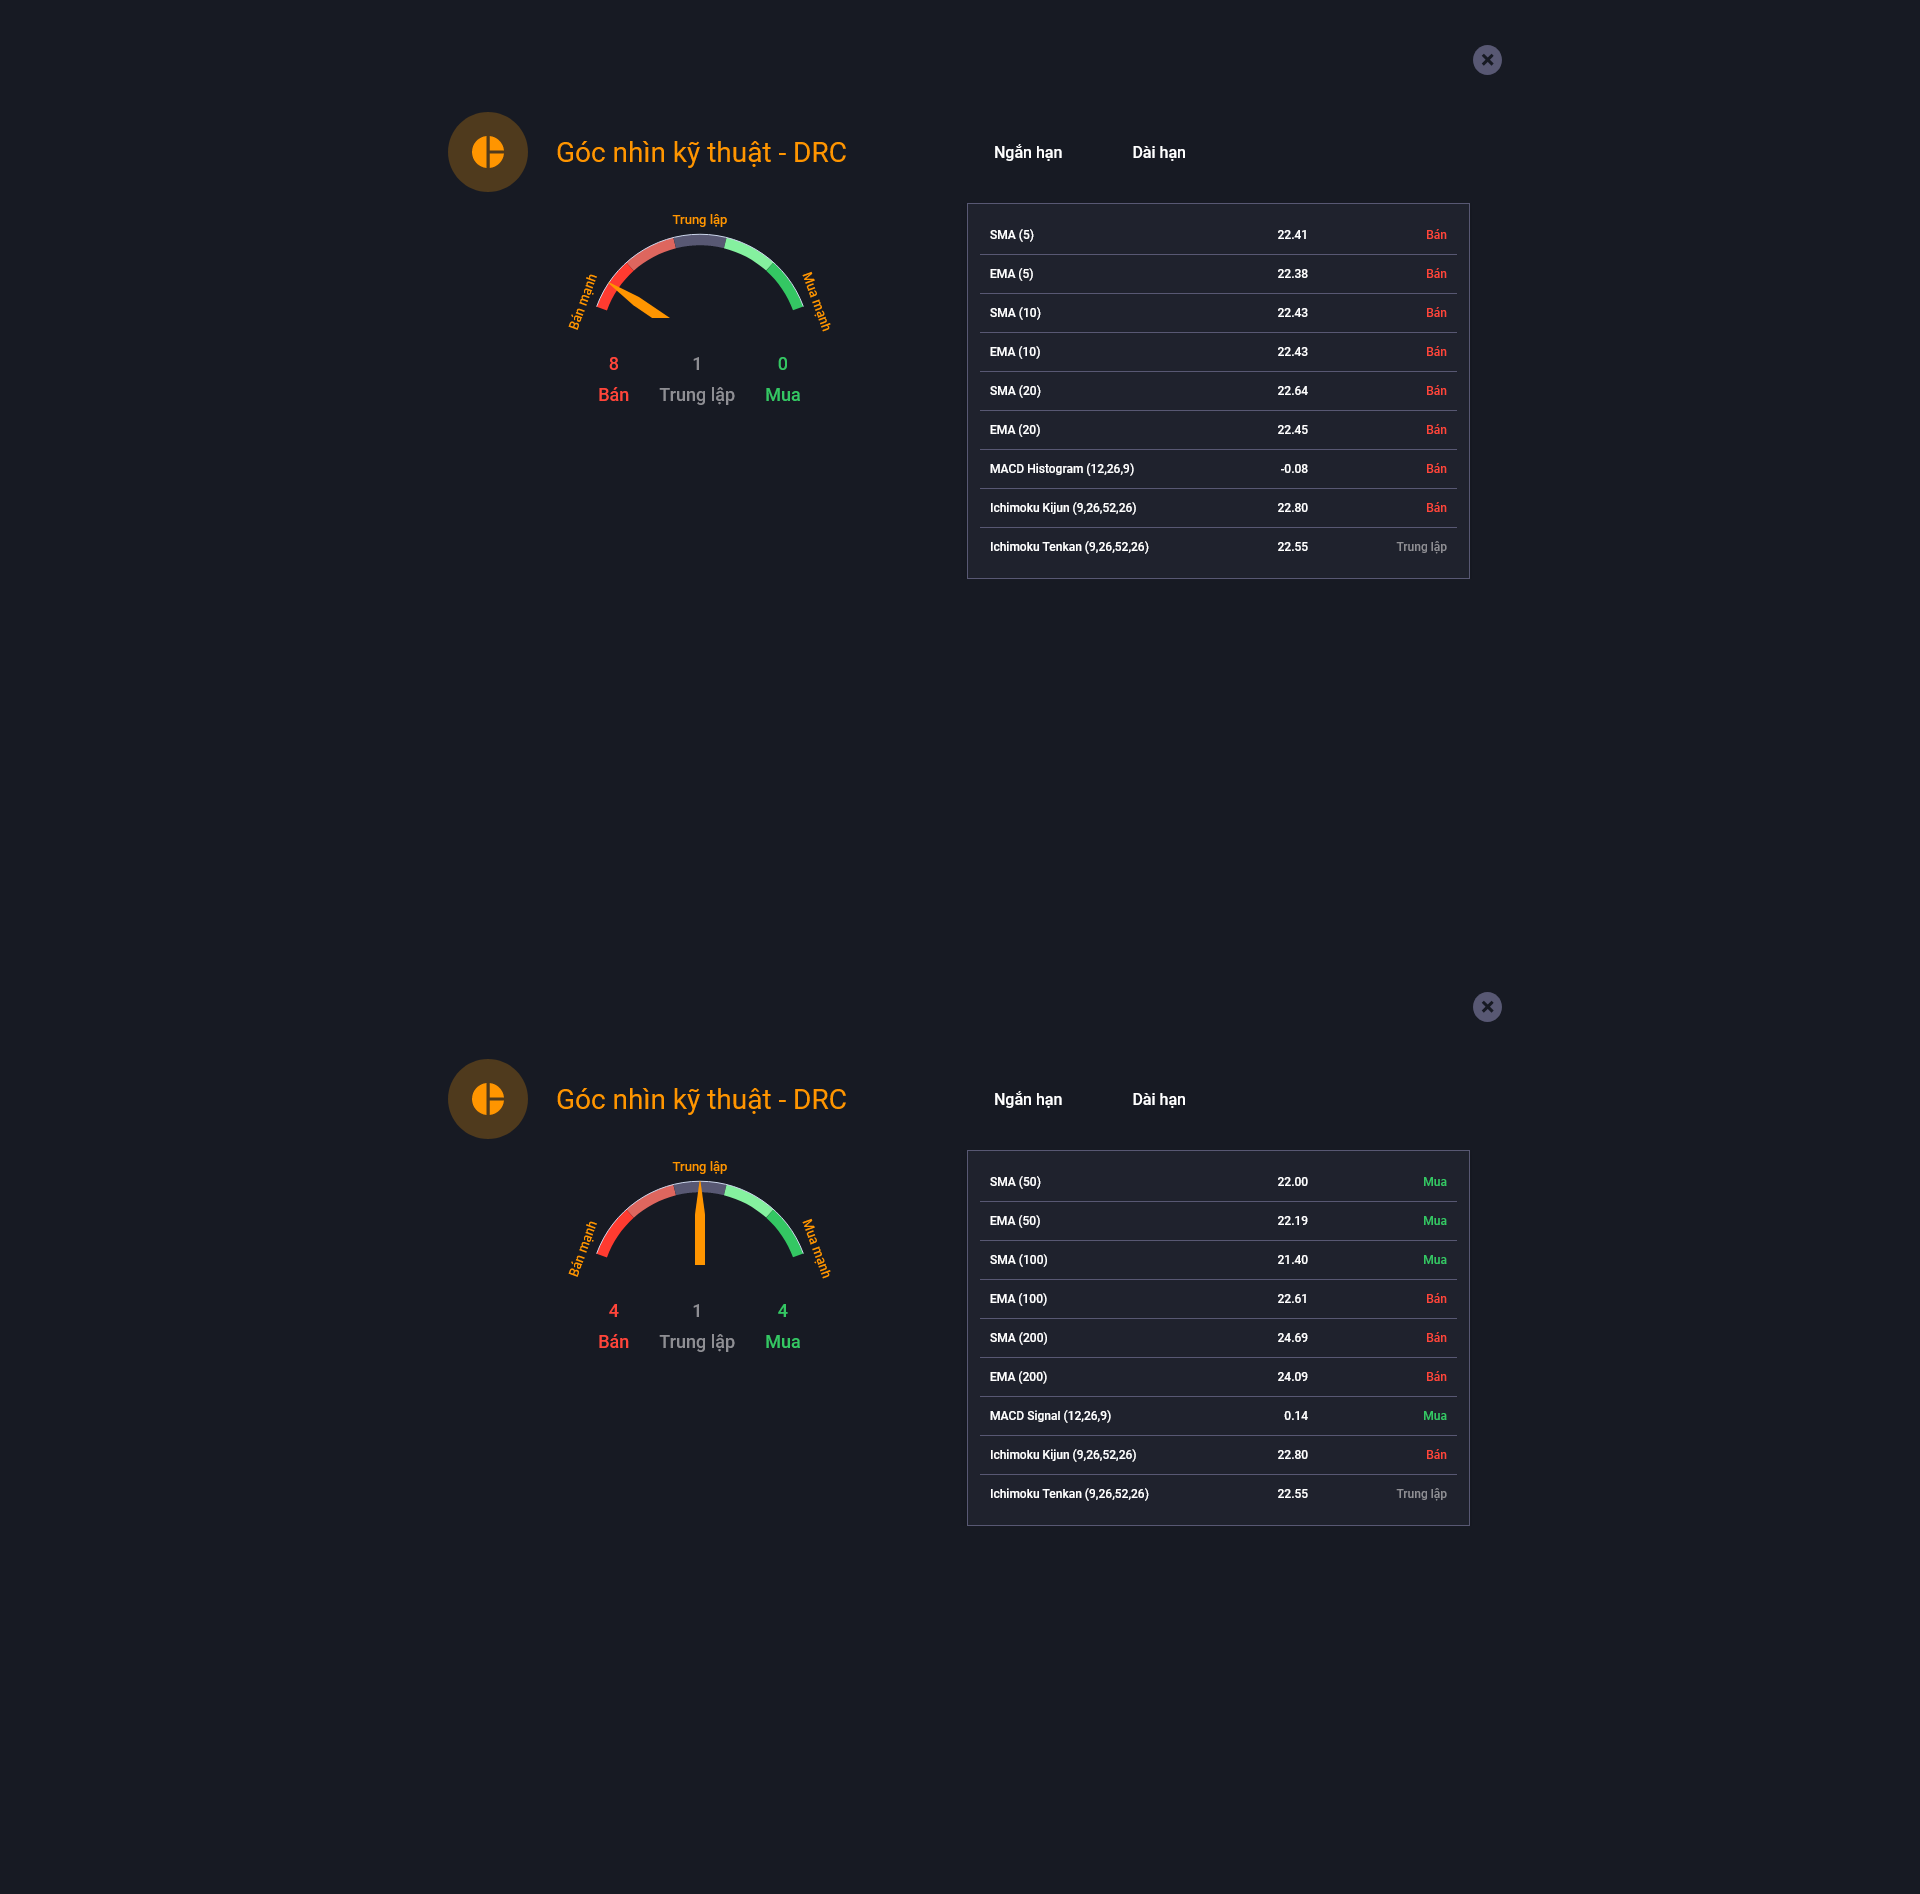 Góc nhìn kỹ thuật - DRC
Ngắn hạn Dài hạn
Trung lập
Bán mạnh
Mua mạnh
8 1 0
Bán Trung lập Mua
SMA (5) 22.41 Bán
EMA (5) 22.38 Bán
SMA (10) 22.43 Bán
EMA (10) 22.43 Bán
SMA (20) 22.64 Bán
EMA (20) 22.45 Bán
MACD Histogram (12,26,9) -0.08 Bán
Ichimoku Kijun (9,26,52,26) 22.80 Bán
Ichimoku Tenkan (9,26,52,26) 22.55 Trung lập
Góc nhìn kỹ thuật - DRC
Ngắn hạn Dài hạn
Trung lập
Bán mạnh
Mua mạnh
4 1 4
Bán Trung lập Mua
SMA (50) 22.00 Mua
EMA (50) 22.19 Mua
SMA (100) 21.40 Mua
EMA (100) 22.61 Bán
SMA (200) 24.69 Bán
EMA (200) 24.09 Bán
MACD Signal (12,26,9) 0.14 Mua
Ichimoku Kijun (9,26,52,26) 22.80 Bán
Ichimoku Tenkan (9,26,52,26) 22.55 Trung lập